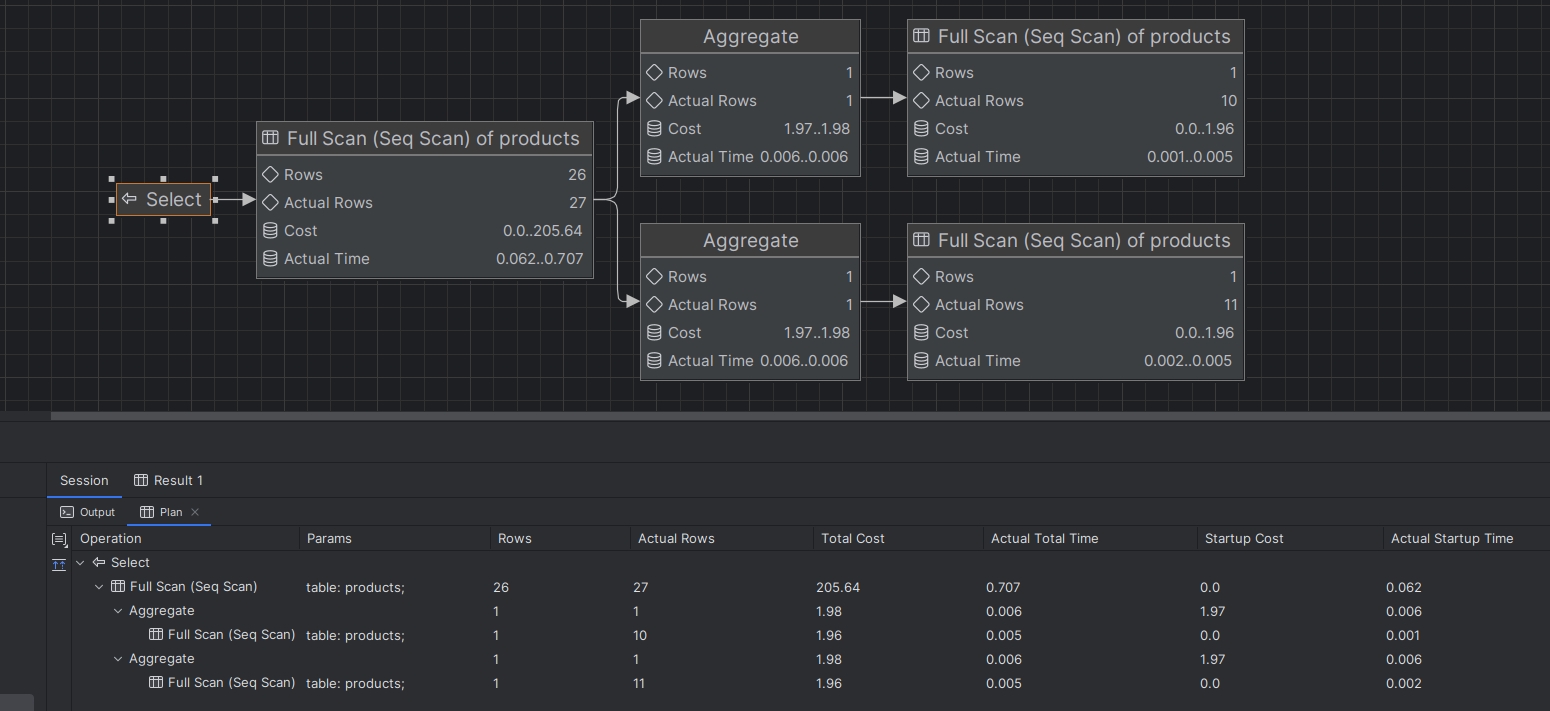 Select
Full Scan (Seq Scan) of products
Rows 26
Actual Rows 27
Cost 0.0..205.64
Actual Time 0.062..0.707
Aggregate
Rows 1
Actual Rows 1
Cost 1.97..1.98
Actual Time 0.006..0.006
Full Scan (Seq Scan) of products
Rows 1
Actual Rows 10
Cost 0.0..1.96
Actual Time 0.001..0.005
Aggregate
Rows 1
Actual Rows 1
Cost 1.97..1.98
Actual Time 0.006..0.006
Full Scan (Seq Scan) of products
Rows 1
Actual Rows 11
Cost 0.0..1.96
Actual Time 0.002..0.005
Session Result 1
Output Plan
Operation Params Rows Actual Rows Total Cost Actual Total Time Startup Cost Actual Startup Time
Select
Full Scan (Seq Scan) table: products; 26 27 205.64 0.707 0.0 0.062
Aggregate 1 1 1.98 0.006 1.97 0.006
Full Scan (Seq Scan) table: products; 1 10 1.96 0.005 0.0 0.001
Aggregate 1 1 1.98 0.006 1.97 0.006
Full Scan (Seq Scan) table: products; 1 11 1.96 0.005 0.0 0.002